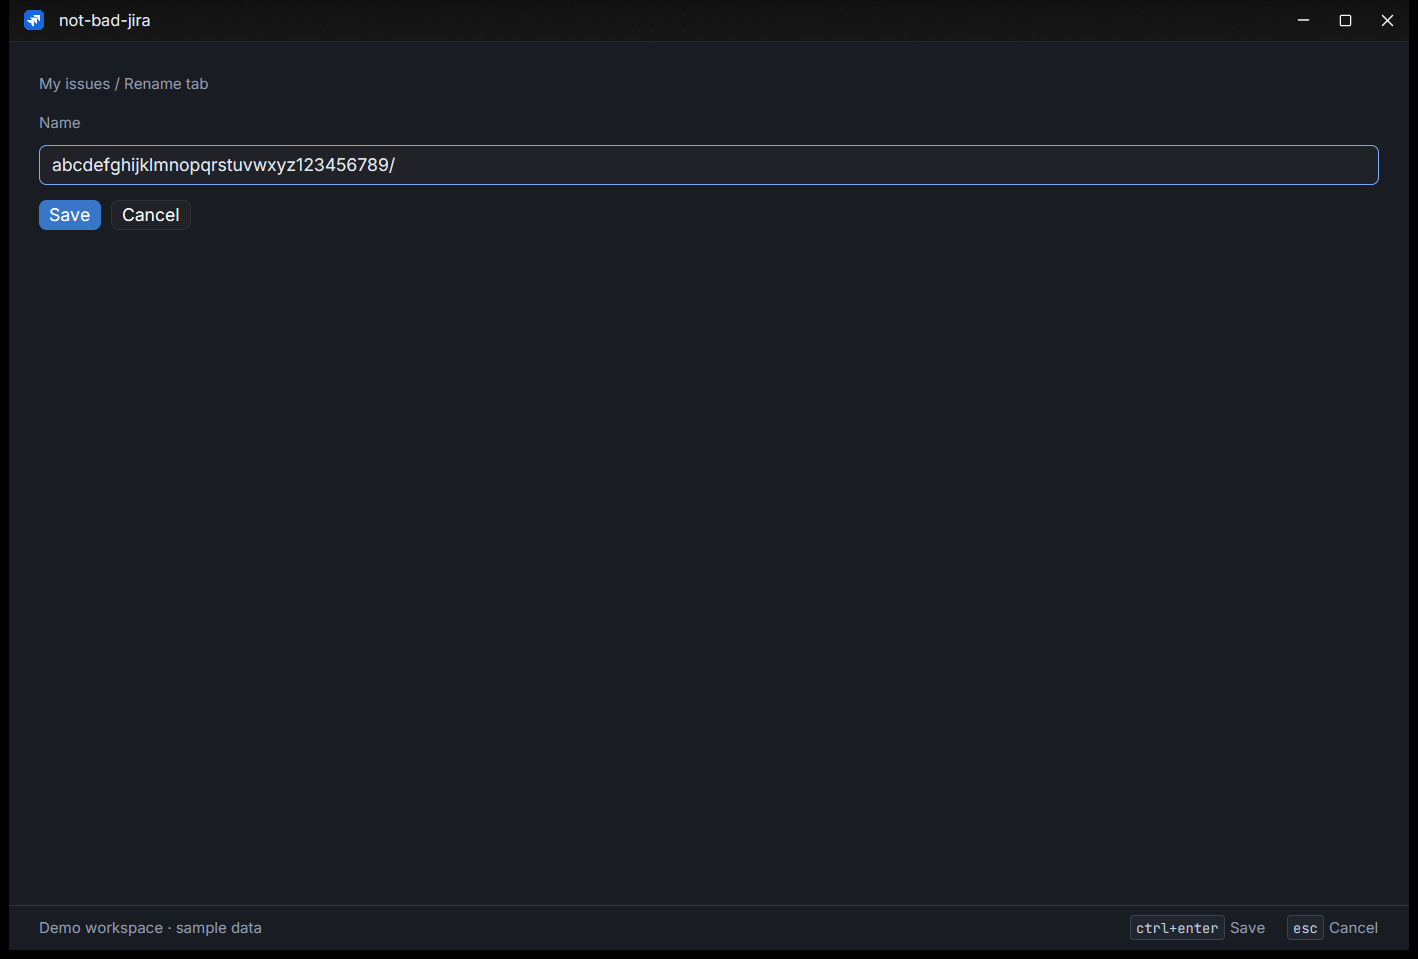 not-bad-jira
My issues / Rename tab
Name
abcdefghijklmnopqrstuvwxyz123456789/
Save Cancel
Demo workspace · sample data ctrl+enter Save esc Cancel